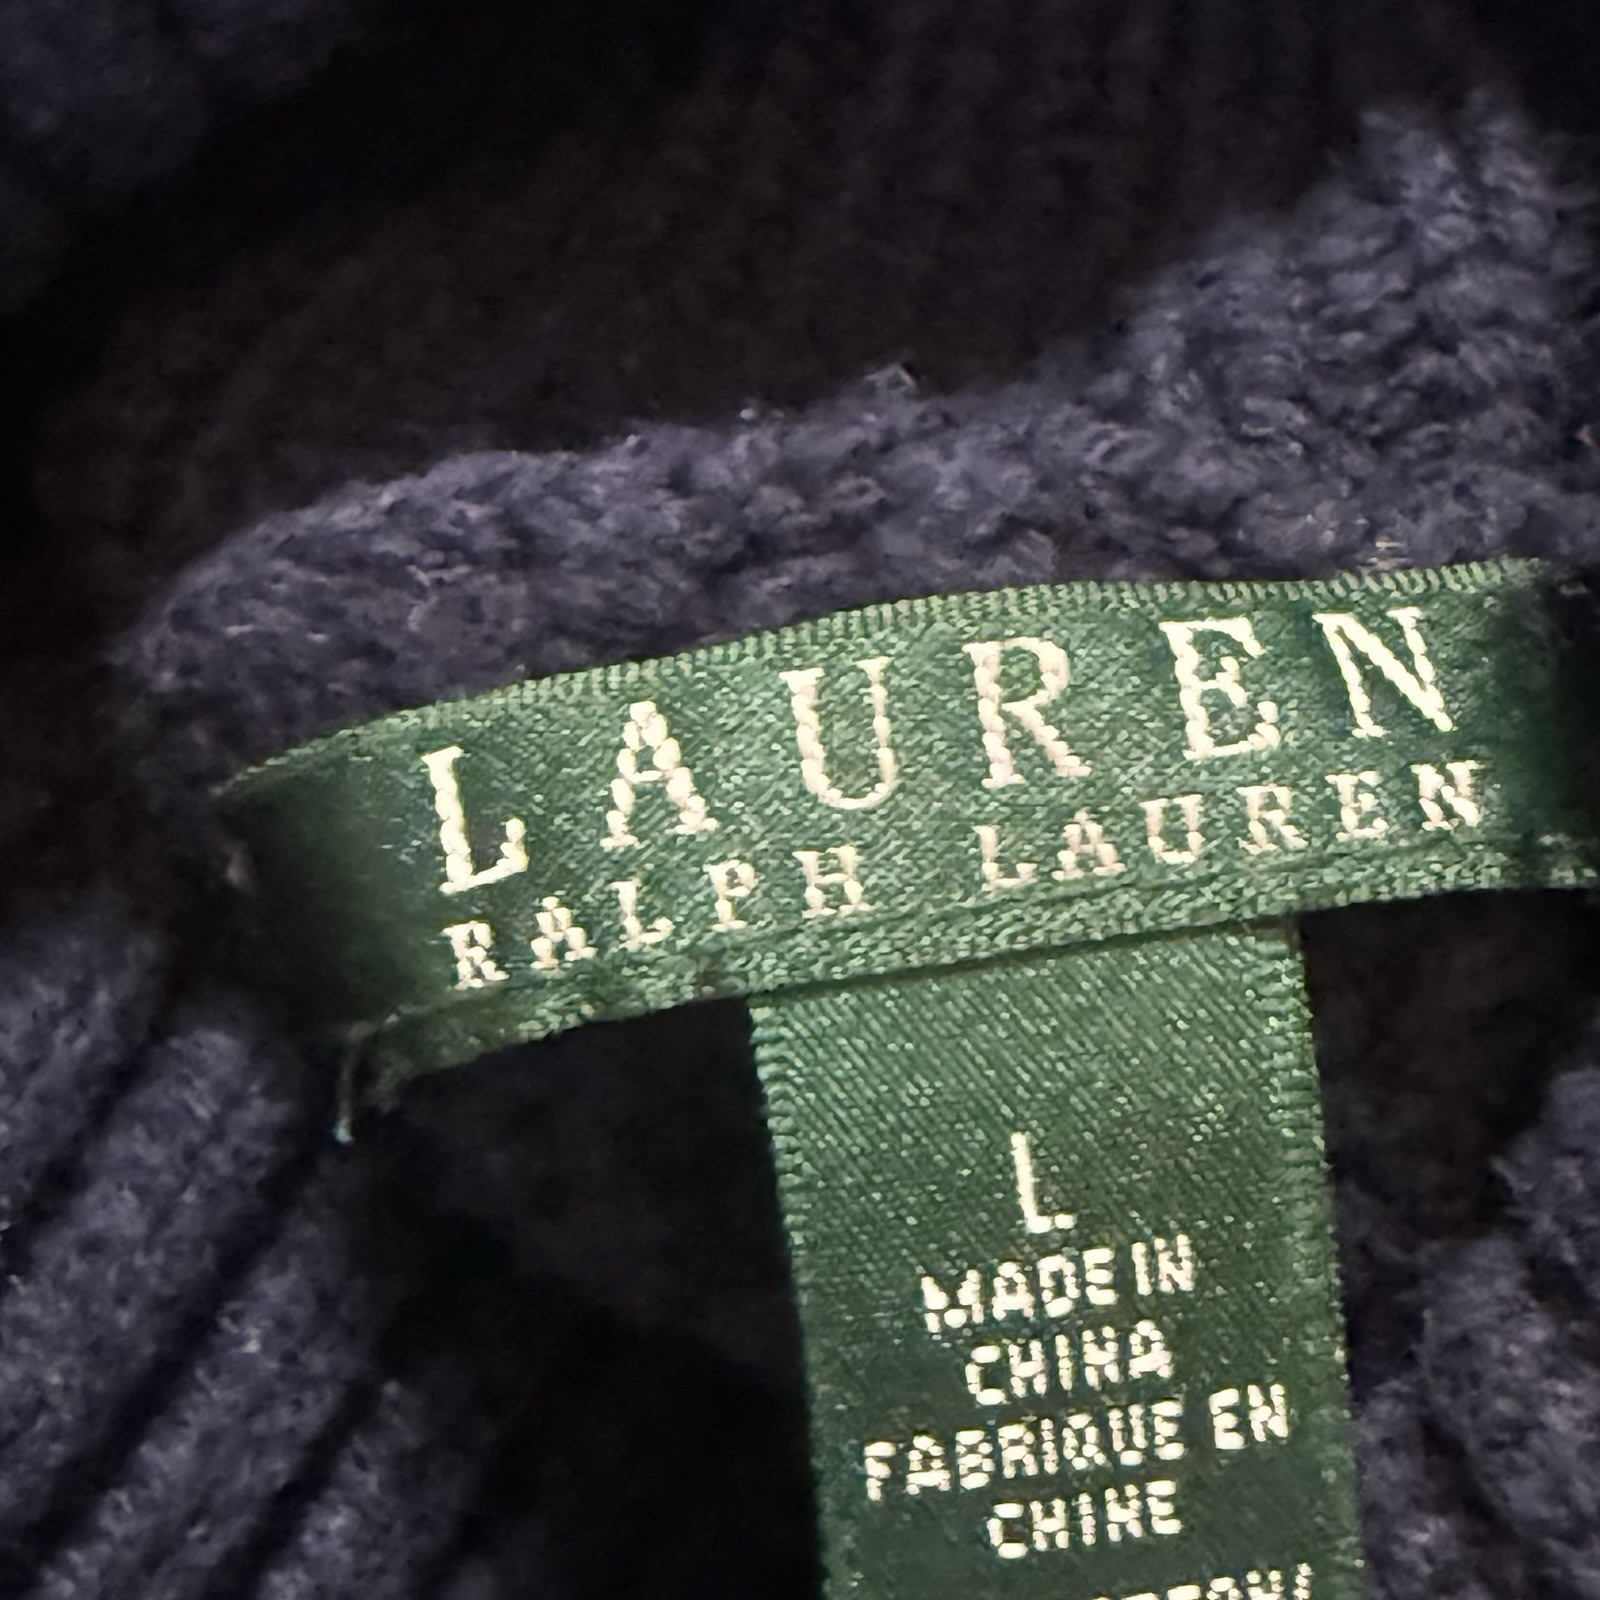 LAUREN
RALPH LAUREN
L
MADE IN
CHINA
FABRIQUE EN
CHINE